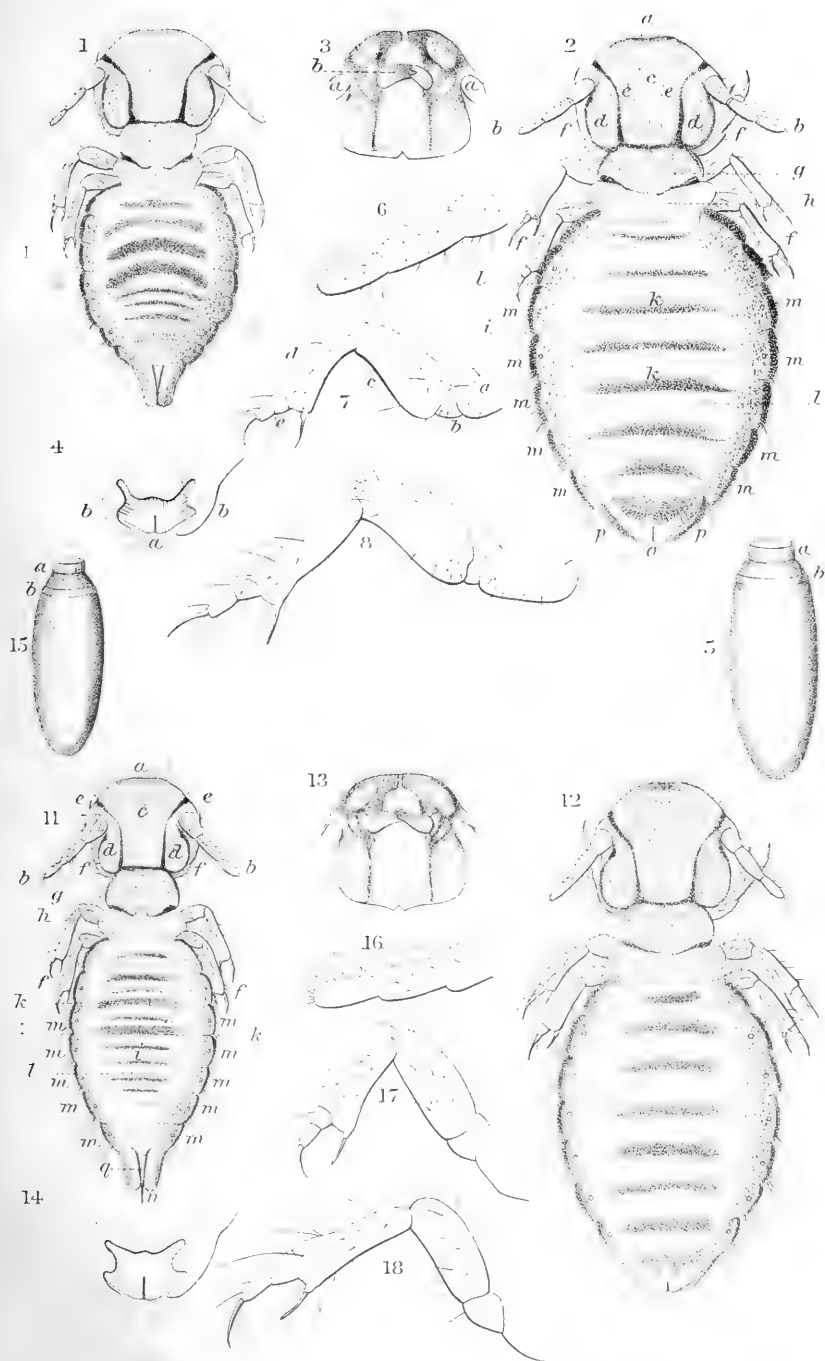 a
1 3 2
b c
a a e e
b d d b
f f
g
6 h
l f f
i m k m
d c a m k m
7 b m l
e m m
4 m m
b b p p
a o
8
a a
b b
15 5
a
13 12
e e
11 c
d d
b f f b
g
h
16
f f
k m m k
m i m
l m m
m m
m m 17
q
14 n
18